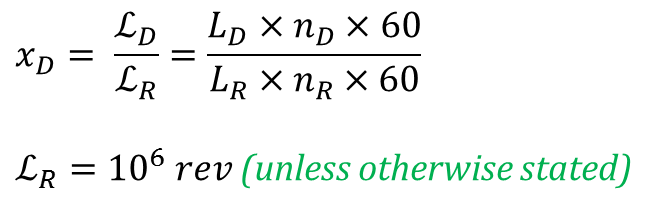 x_D = ℒ_D / ℒ_R = L_D × n_D × 60 / L_R × n_R × 60
ℒ_R = 10^6 rev (unless otherwise stated)